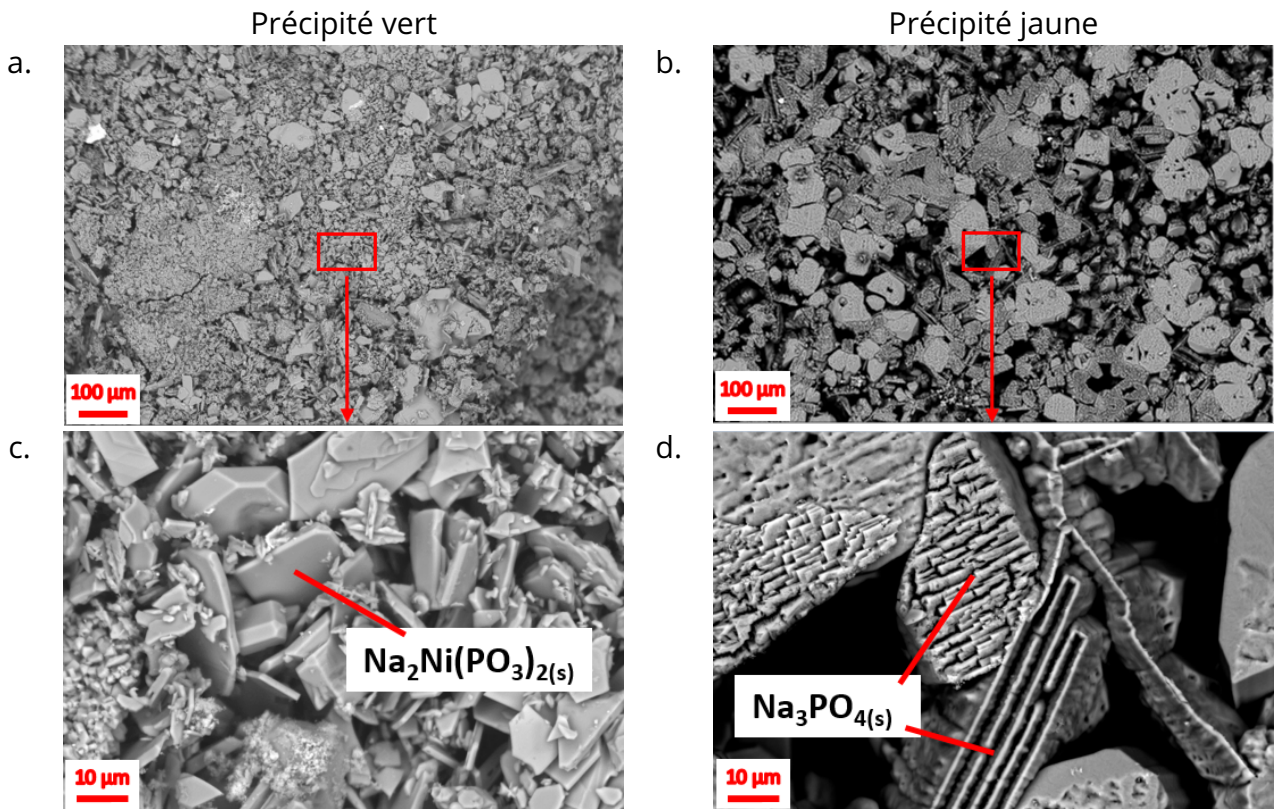 Précipité vert
Précipité jaune
a.
b.
100 µm
100 µm
c.
d.
Na₂Ni(PO₃)₂₍ₛ₎
Na₃PO₄₍ₛ₎
10 µm
10 µm